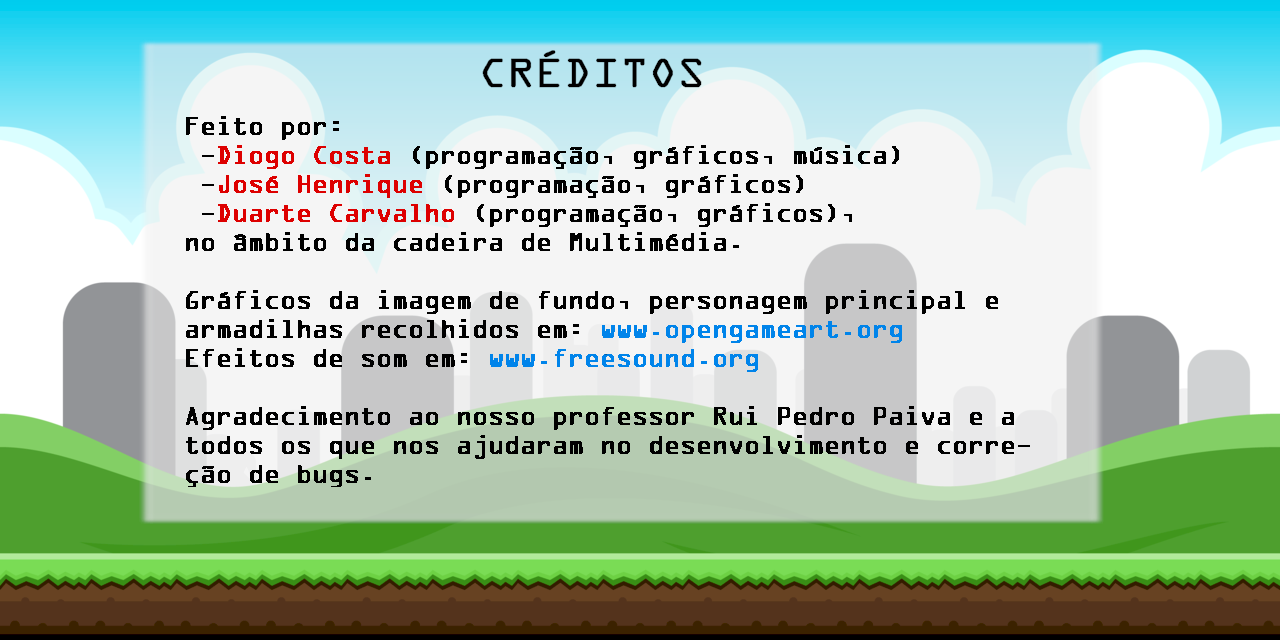 CRÉDITOS
Feito por:
-Diogo Costa (programação, gráficos, música)
-José Henrique (programação, gráficos)
-Duarte Carvalho (programação, gráficos),
no âmbito da cadeira de Multimédia.
Gráficos da imagem de fundo, personagem principal e
armadilhas recolhidos em: www.opengameart.org
Efeitos de som em: www.freesound.org
Agradecimento ao nosso professor Rui Pedro Paiva e a
todos os que nos ajudaram no desenvolvimento e corre-
ção de bugs.